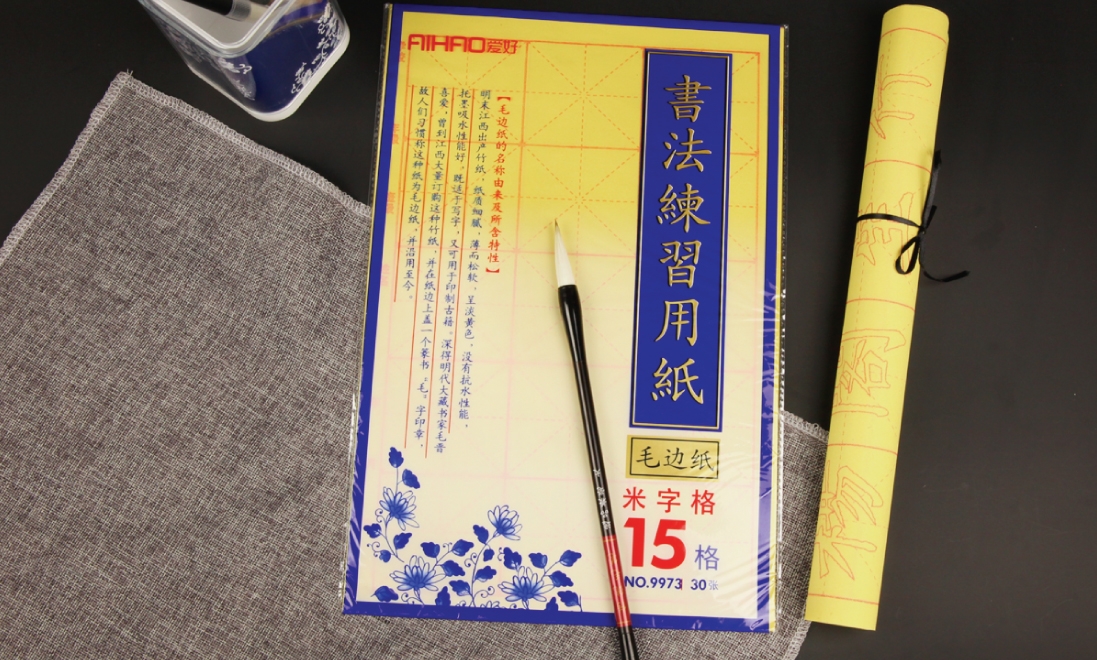 AIHAO爱好
書法練習用紙
毛边纸
米字格
15格
NO.9973 30张
【毛边纸的名称由来及所含特性】
明末江西出产竹纸，纸质细腻，薄而松软，呈淡黄色，没有抗水性能，
托墨吸水性能好，既适于写字，又可用于印制古籍。深得明代大藏书家毛晋
喜爱，曾到江西大量订购这种竹纸，并在纸边上盖一个篆书“毛”字印章，
故人们习惯称这种纸为毛边纸，并沿用至今。